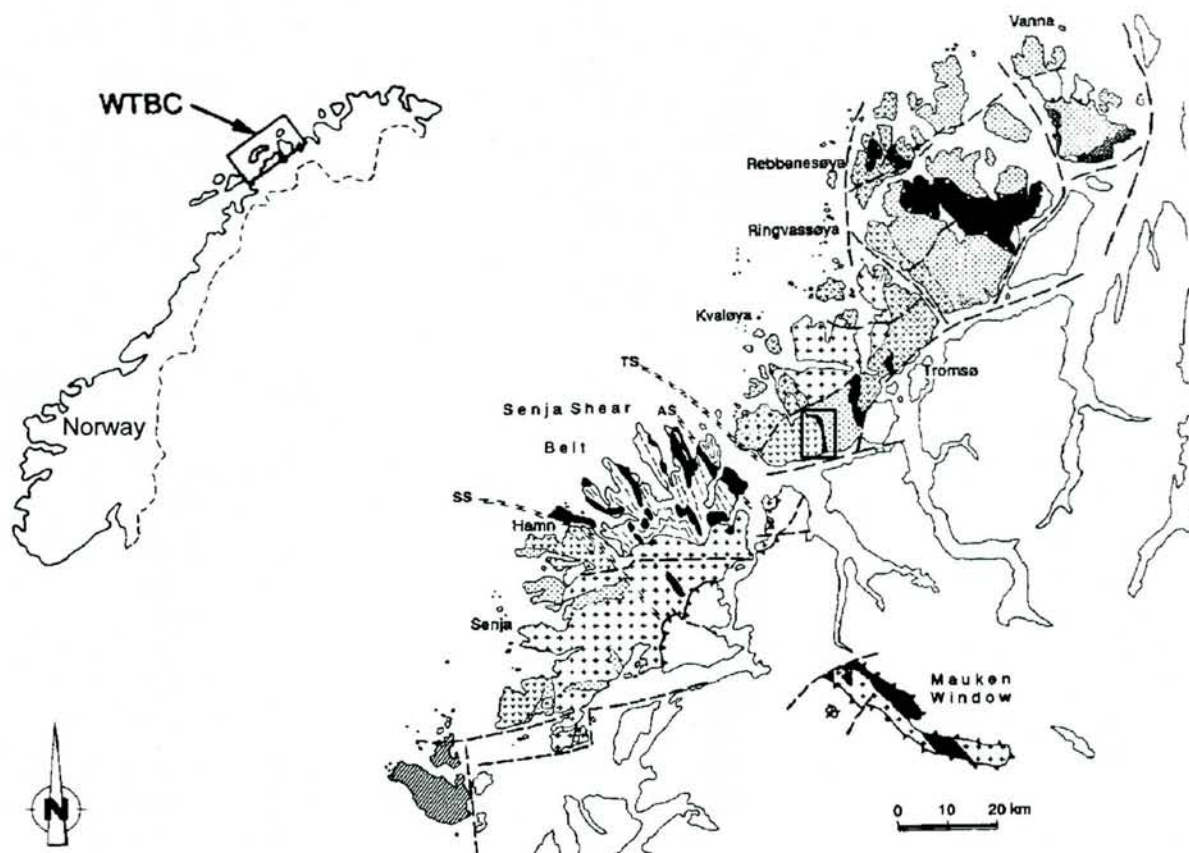 Vanna
WTBC
Rebbenesøya
Ringvassøya
Kvaløya
TS
Tromsø
Senja Shear
AS
Belt
Norway
SS
Hamn
Senja
Mauken
Window
N
0 10 20 km